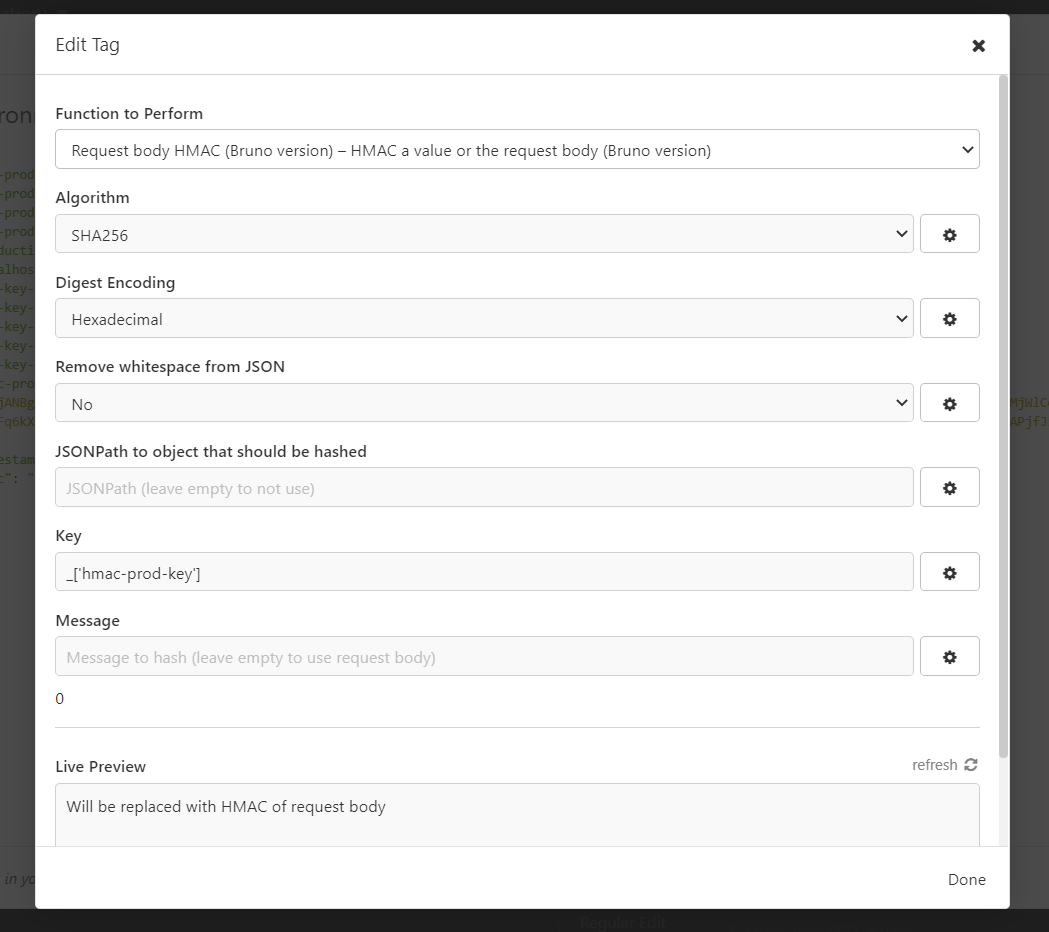 Edit Tag
Function to Perform
Request body HMAC (Bruno version) – HMAC a value or the request body (Bruno version)
Algorithm
SHA256
Digest Encoding
Hexadecimal
Remove whitespace from JSON
No
JSONPath to object that should be hashed
JSONPath (leave empty to not use)
Key
_['hmac-prod-key']
Message
Message to hash (leave empty to use request body)
0
Live Preview
refresh
Will be replaced with HMAC of request body
Done
Regular Edit